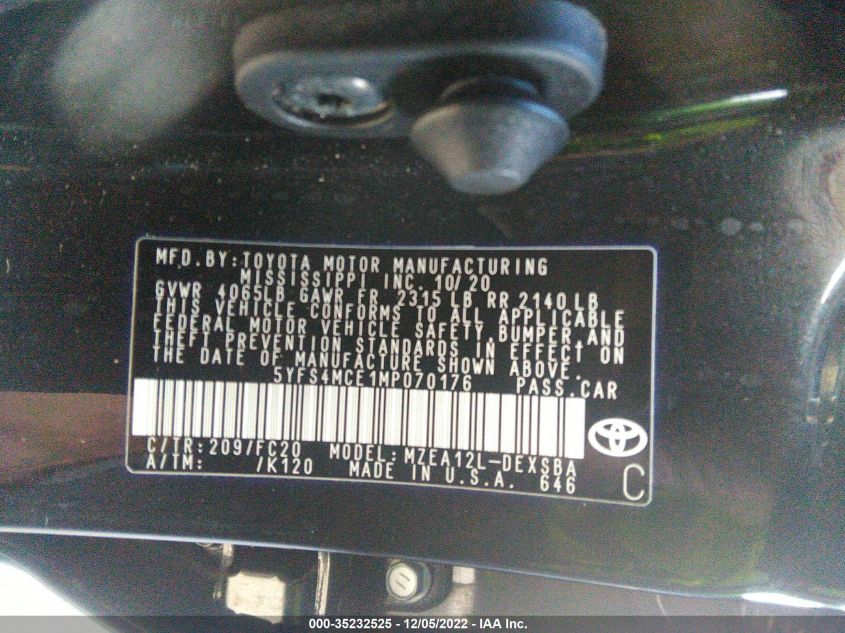 MFD.BY:TOYOTA MOTOR MANUFACTURING
MISSISSIPPI INC. 10/20
GVWR 4065LB GAWR FR 2315 LB RR 2140 LB
THIS VEHICLE CONFORMS TO ALL APPLICABLE
FEDERAL MOTOR VEHICLE SAFETY, BUMPER, AND
THEFT PREVENTION STANDARDS IN EFFECT ON
THE DATE OF MANUFACTURE SHOWN ABOVE.
5YFS4MCE1MP070176 PASS.CAR
C/TR:209/FC20 MODEL:MZEA12L-DEXSBA
A/TM: /K120 MADE IN U.S.A. 646
C
000-35232525 - 12/05/2022 - IAA Inc.